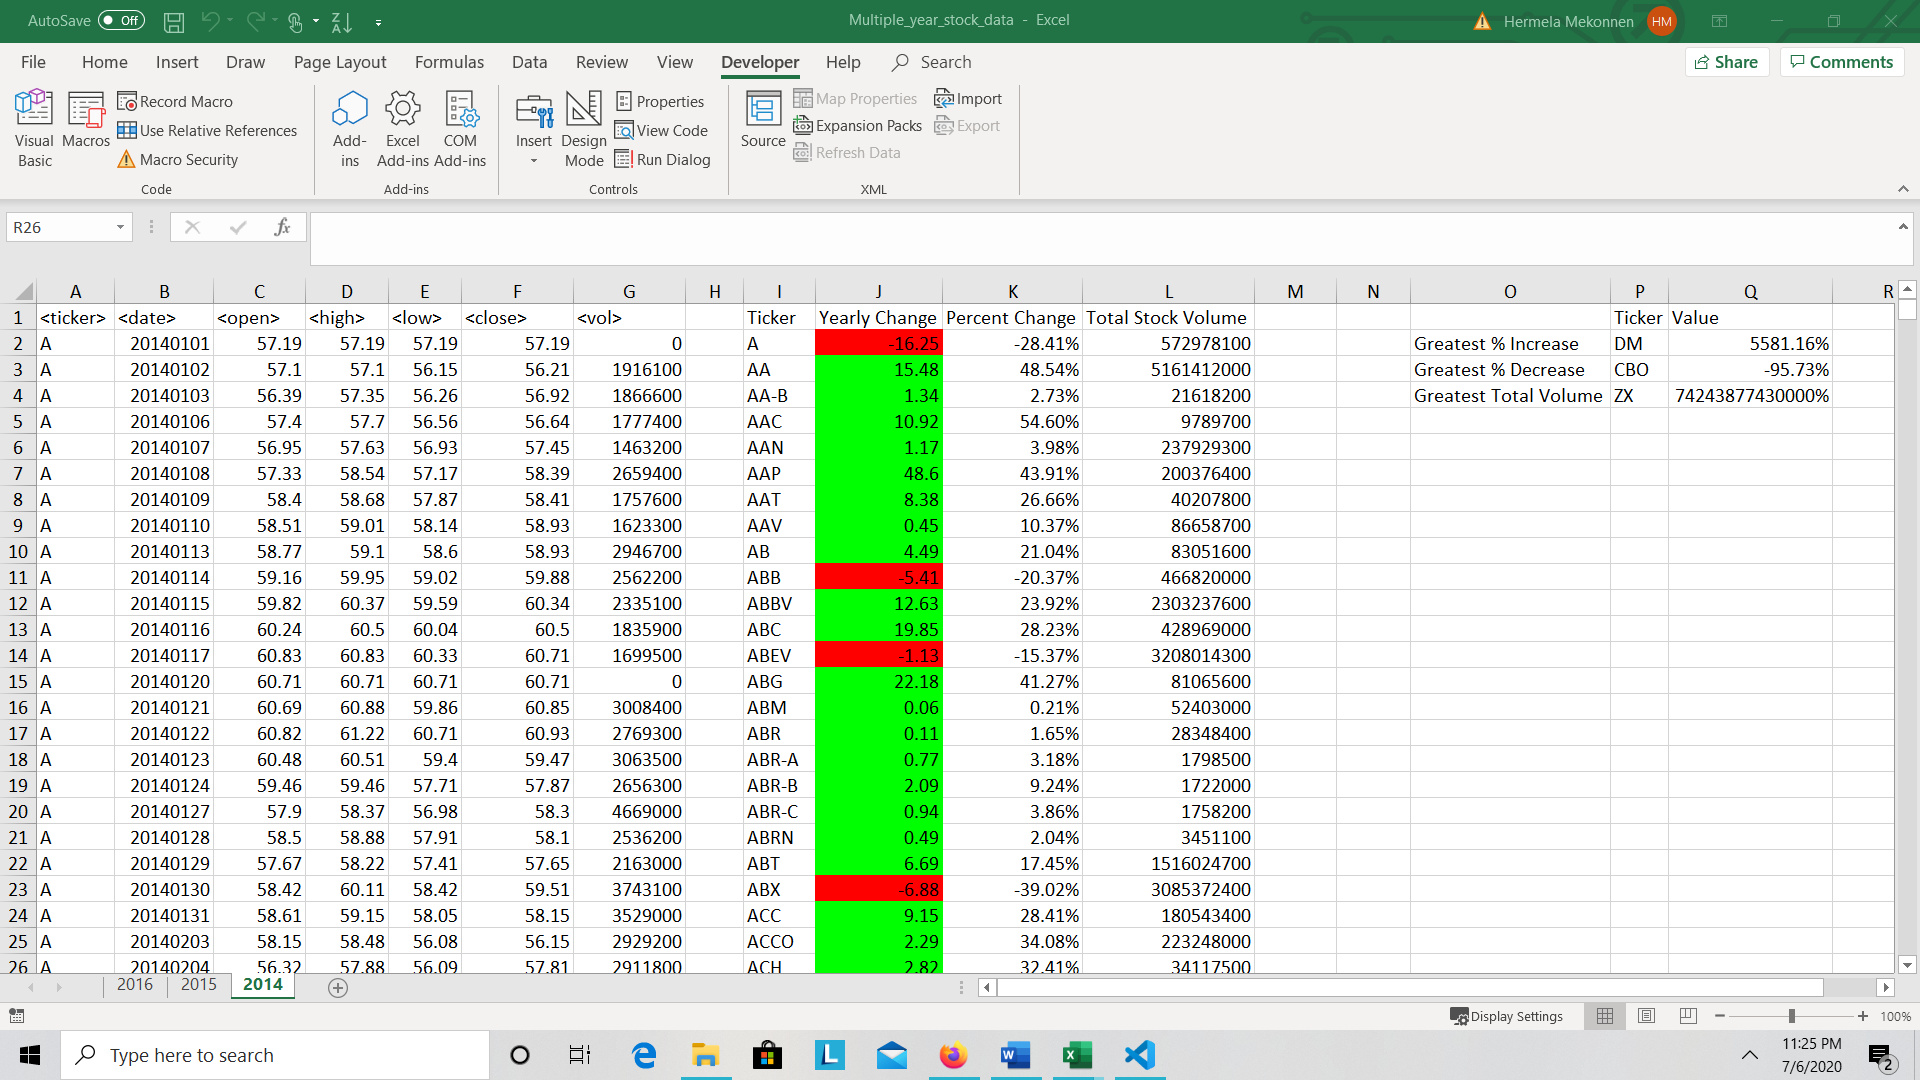 AutoSave Off Multiple_year_stock_data - Excel Hermela Mekonnen HM
File Home Insert Draw Page Layout Formulas Data Review View Developer Help Search Share Comments
Visual Basic Macros Record Macro Use Relative References Macro Security Code
Add-ins Excel Add-ins COM Add-ins Add-ins
Insert Design Mode Properties View Code Run Dialog Controls
Source Map Properties Expansion Packs Refresh Data Import Export XML
R26 fx
A B C D E F G H I J K L M N O P Q R
1 <ticker> <date> <open> <high> <low> <close> <vol> Ticker Yearly Change Percent Change Total Stock Volume Ticker Value
2 A 20140101 57.19 57.19 57.19 57.19 0 A -16.25 -28.41% 572978100 Greatest % Increase DM 5581.16%
3 A 20140102 57.1 57.1 56.15 56.21 1916100 AA 15.48 48.54% 5161412000 Greatest % Decrease CBO -95.73%
4 A 20140103 56.39 57.35 56.26 56.92 1866600 AA-B 1.34 2.73% 21618200 Greatest Total Volume ZX 74243877430000%
5 A 20140106 57.4 57.7 56.56 56.64 1777400 AAC 10.92 54.60% 9789700
6 A 20140107 56.95 57.63 56.93 57.45 1463200 AAN 1.17 3.98% 237929300
7 A 20140108 57.33 58.54 57.17 58.39 2659400 AAP 48.6 43.91% 200376400
8 A 20140109 58.4 58.68 57.87 58.41 1757600 AAT 8.38 26.66% 40207800
9 A 20140110 58.51 59.01 58.14 58.93 1623300 AAV 0.45 10.37% 86658700
10 A 20140113 58.77 59.1 58.6 58.93 2946700 AB 4.49 21.04% 83051600
11 A 20140114 59.16 59.95 59.02 59.88 2562200 ABB -5.41 -20.37% 466820000
12 A 20140115 59.82 60.37 59.59 60.34 2335100 ABBV 12.63 23.92% 2303237600
13 A 20140116 60.24 60.5 60.04 60.5 1835900 ABC 19.85 28.23% 428969000
14 A 20140117 60.83 60.83 60.33 60.71 1699500 ABEV -1.13 -15.37% 3208014300
15 A 20140120 60.71 60.71 60.71 60.71 0 ABG 22.18 41.27% 81065600
16 A 20140121 60.69 60.88 59.86 60.85 3008400 ABM 0.06 0.21% 52403000
17 A 20140122 60.82 61.22 60.71 60.93 2769300 ABR 0.11 1.65% 28348400
18 A 20140123 60.48 60.51 59.4 59.47 3063500 ABR-A 0.77 3.18% 1798500
19 A 20140124 59.46 59.46 57.71 57.87 2656300 ABR-B 2.09 9.24% 1722000
20 A 20140127 57.9 58.37 56.98 58.3 4669000 ABR-C 0.94 3.86% 1758200
21 A 20140128 58.5 58.88 57.91 58.1 2536200 ABRN 0.49 2.04% 3451100
22 A 20140129 57.67 58.22 57.41 57.65 2163000 ABT 6.69 17.45% 1516024700
23 A 20140130 58.42 60.11 58.42 59.51 3743100 ABX -6.88 -39.02% 3085372400
24 A 20140131 58.61 59.15 58.05 58.15 3529000 ACC 9.15 28.41% 180543400
25 A 20140203 58.15 58.48 56.08 56.15 2929200 ACCO 2.29 34.08% 223248000
26 A 20140204 56.32 57.88 56.09 57.81 2911800 ACH 2.82 32.41% 34117500
2016 2015 2014
Display Settings 100%
Type here to search 11:25 PM
7/6/2020 2